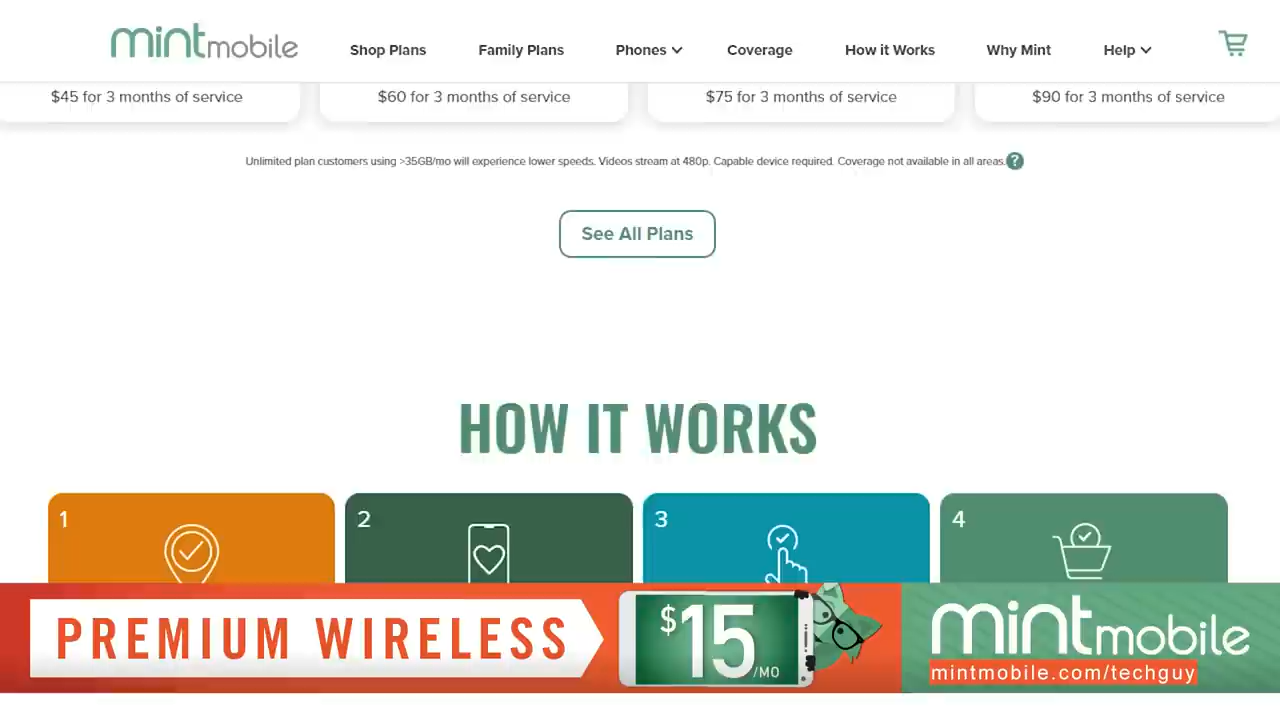 mintmobile
Shop Plans Family Plans Phones Coverage How it Works Why Mint Help
$45 for 3 months of service $60 for 3 months of service $75 for 3 months of service $90 for 3 months of service
Unlimited plan customers using >35GB/mo will experience lower speeds. Videos stream at 480p. Capable device required. Coverage not available in all areas. ?
See All Plans
HOW IT WORKS
1 2 3 4
PREMIUM WIRELESS $15/MO mintmobile
mintmobile.com/techguy